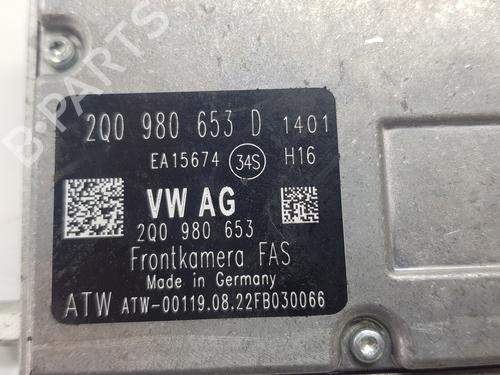 2Q0 980 653 D 1401
EA15674 34S H16
VW AG
2Q0 980 653
Frontkamera FAS
Made in Germany
ATW ATW-00119.08.22FB030066
B-PARTS